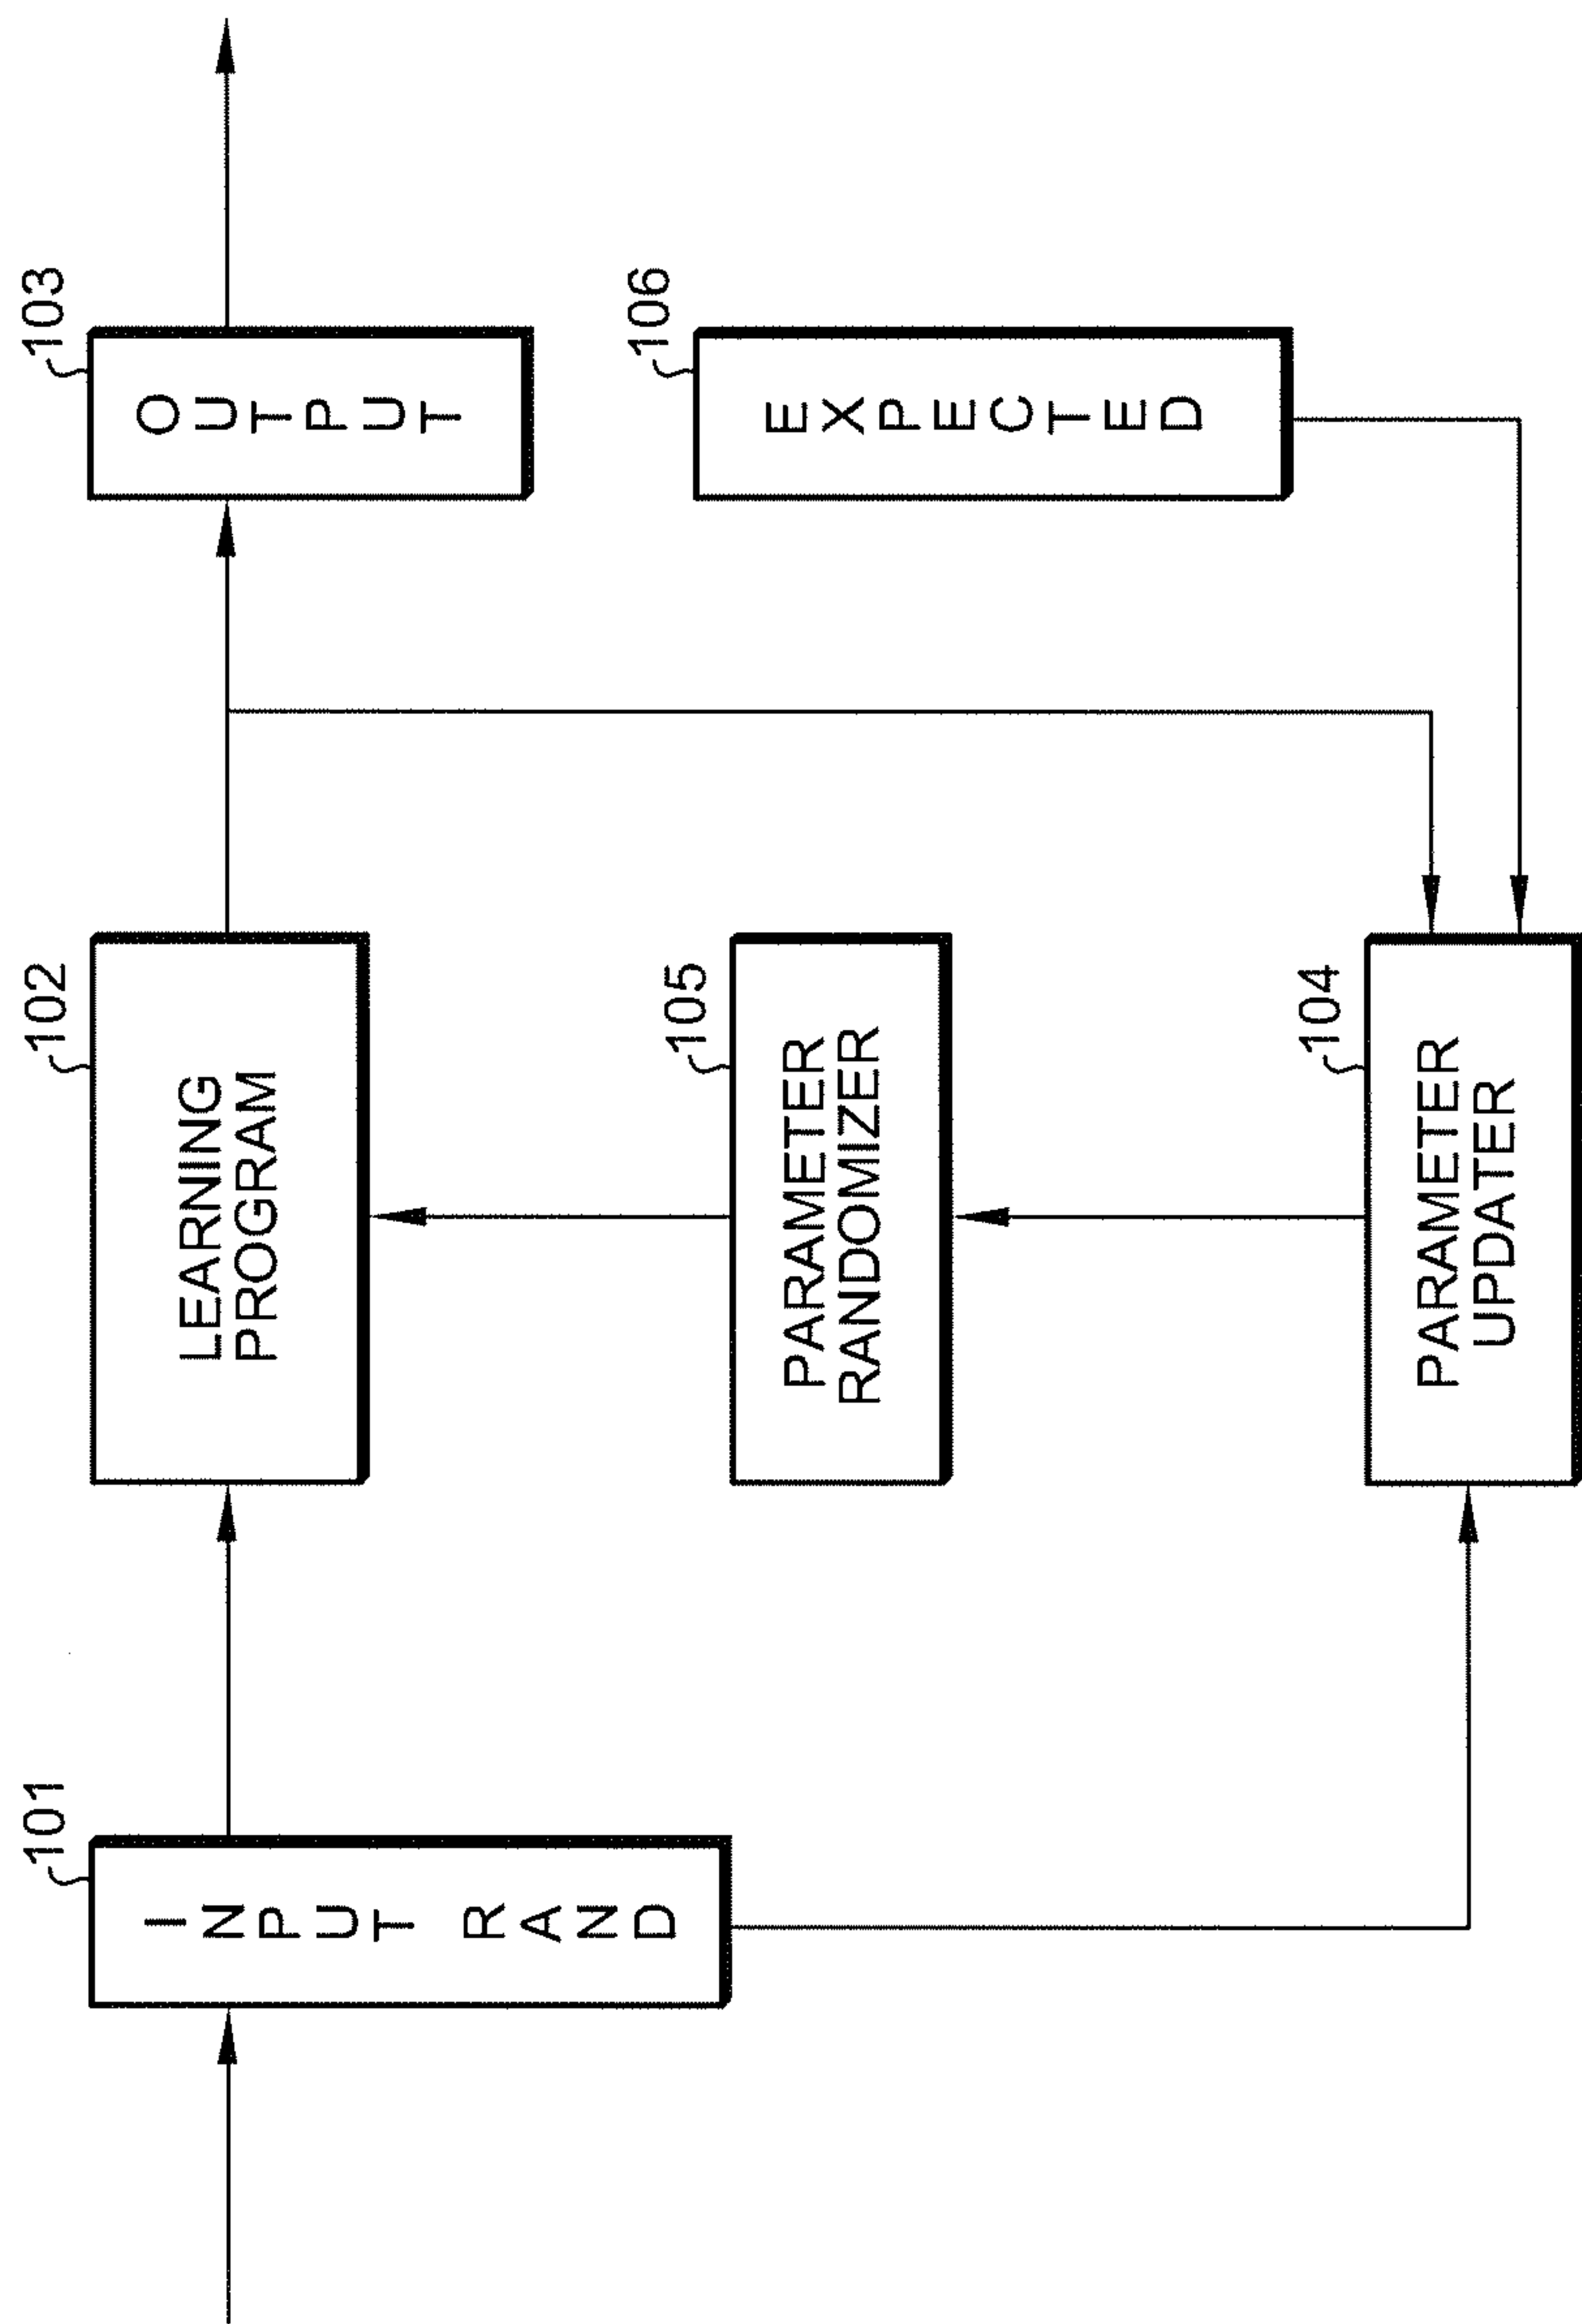 101
INPUT RAND
102
LEARNING
PROGRAM
103
OUTPUT
105
PARAMETER
RANDOMIZER
106
EXPECTED
104
PARAMETER
UPDATER